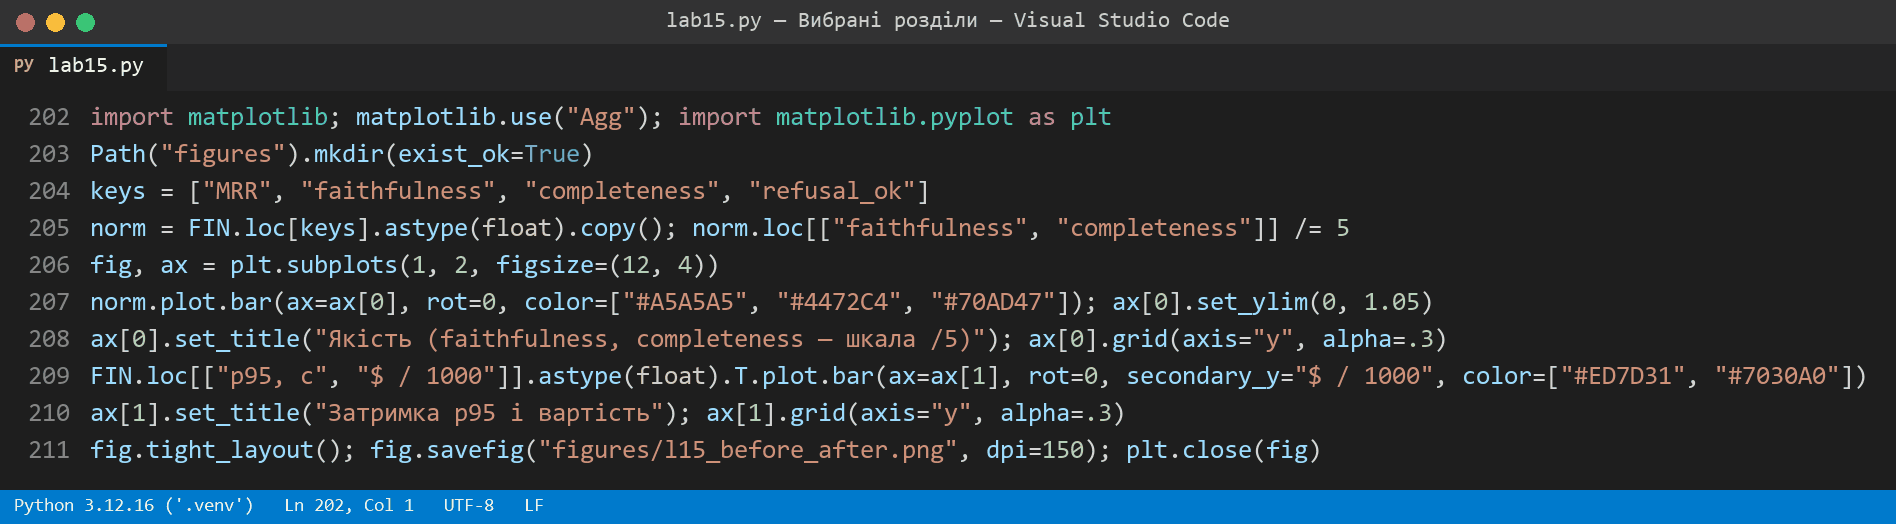 lab15.py — Вибрані розділи — Visual Studio Code
py lab15.py
202 import matplotlib; matplotlib.use("Agg"); import matplotlib.pyplot as plt
203 Path("figures").mkdir(exist_ok=True)
204 keys = ["MRR", "faithfulness", "completeness", "refusal_ok"]
205 norm = FIN.loc[keys].astype(float).copy(); norm.loc[["faithfulness", "completeness"]] /= 5
206 fig, ax = plt.subplots(1, 2, figsize=(12, 4))
207 norm.plot.bar(ax=ax[0], rot=0, color=["#A5A5A5", "#4472C4", "#70AD47"]); ax[0].set_ylim(0, 1.05)
208 ax[0].set_title("Якість (faithfulness, completeness — шкала /5)"); ax[0].grid(axis="y", alpha=.3)
209 FIN.loc[["p95, с", "$ / 1000"]].astype(float).T.plot.bar(ax=ax[1], rot=0, secondary_y="$ / 1000", color=["#ED7D31", "#7030A0"])
210 ax[1].set_title("Затримка p95 і вартість"); ax[1].grid(axis="y", alpha=.3)
211 fig.tight_layout(); fig.savefig("figures/l15_before_after.png", dpi=150); plt.close(fig)
Python 3.12.16 ('.venv') Ln 202, Col 1 UTF-8 LF